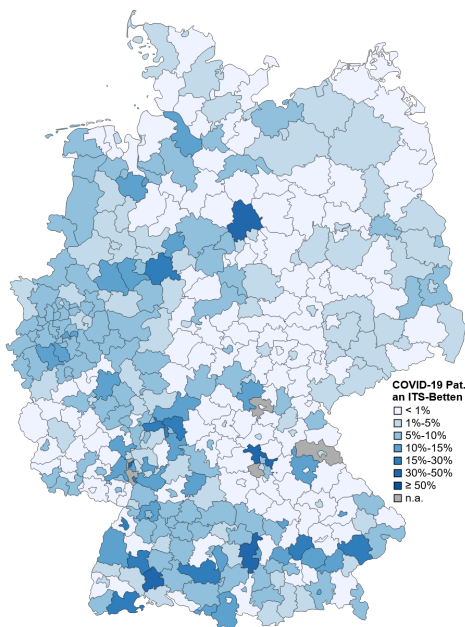 COVID-19 Pat.
an ITS-Betten
< 1%
1%-5%
5%-10%
10%-15%
15%-30%
30%-50%
≥ 50%
n.a.